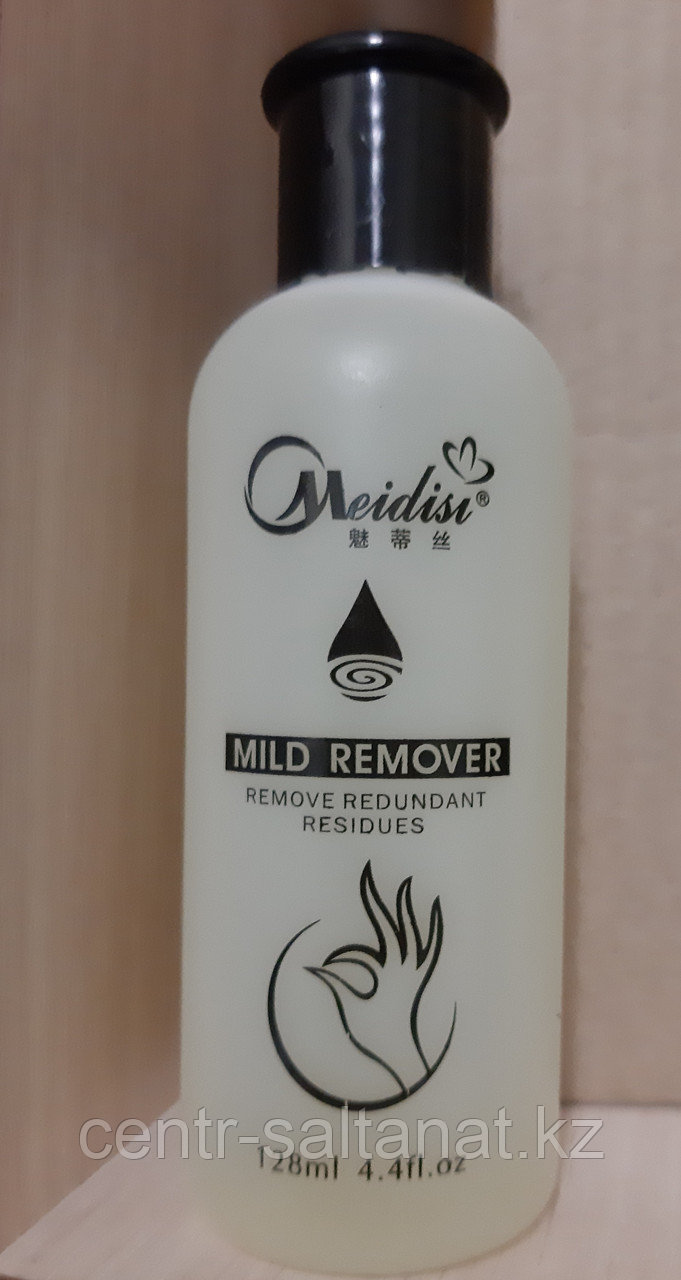 Meidisi®
魅蒂丝
MILD REMOVER
REMOVE REDUNDANT
RESIDUES
centr-saltanat.kz
128ml 4.4fl.oz